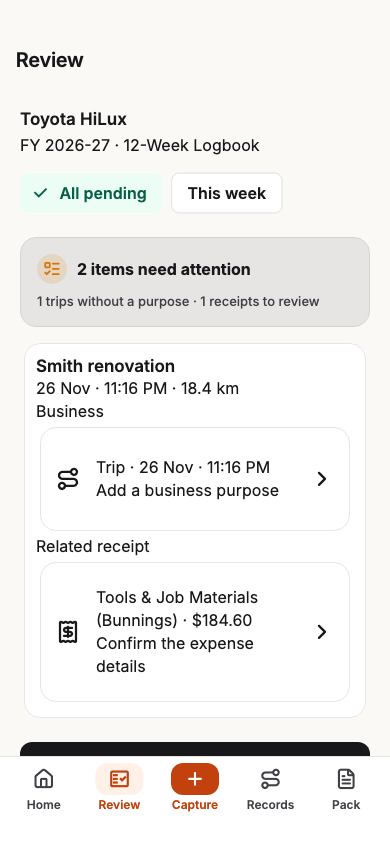 Review
Toyota HiLux
FY 2026-27 · 12-Week Logbook
All pending
This week
2 items need attention
1 trips without a purpose · 1 receipts to review
Smith renovation
26 Nov · 11:16 PM · 18.4 km
Business
Trip · 26 Nov · 11:16 PM
Add a business purpose
Related receipt
Tools & Job Materials
(Bunnings) · $184.60
Confirm the expense
details
Home
Review
Capture
Records
Pack